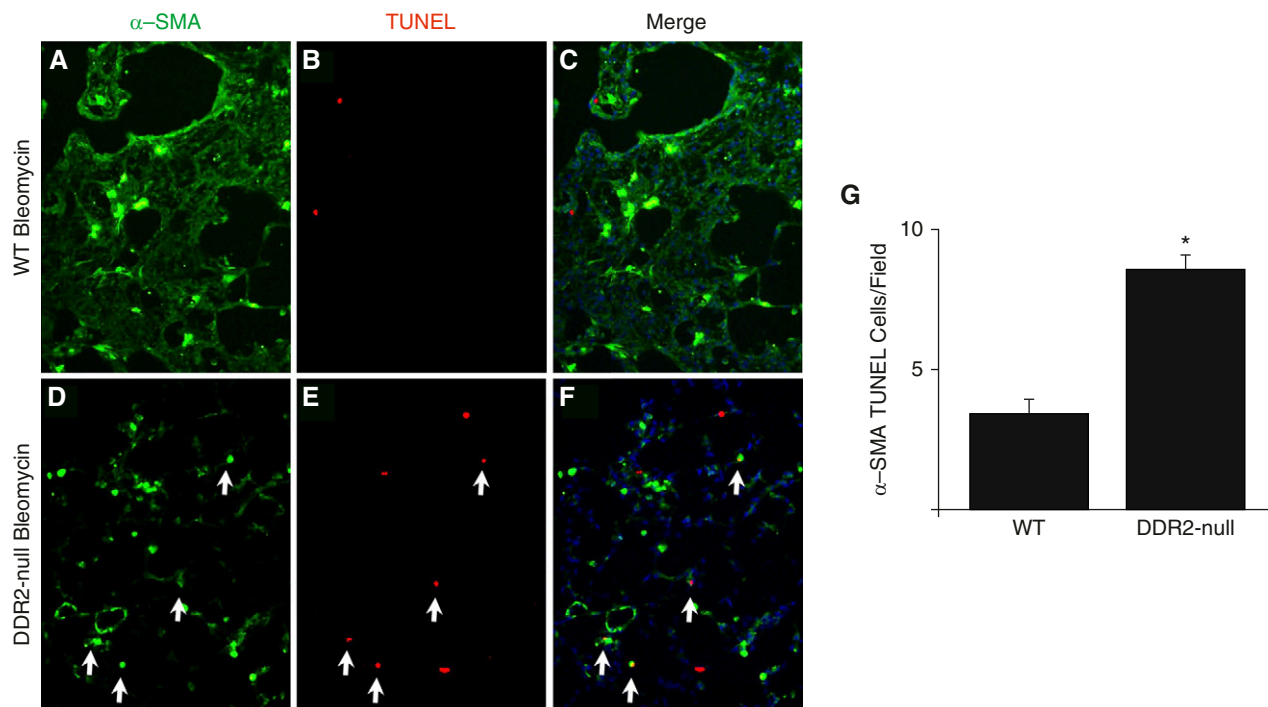 α–SMA
TUNEL
Merge
WT Bleomycin
A
B
C
DDR2-null Bleomycin
D
E
F
G
α–SMA TUNEL Cells/Field
10
5
*
WT
DDR2-null